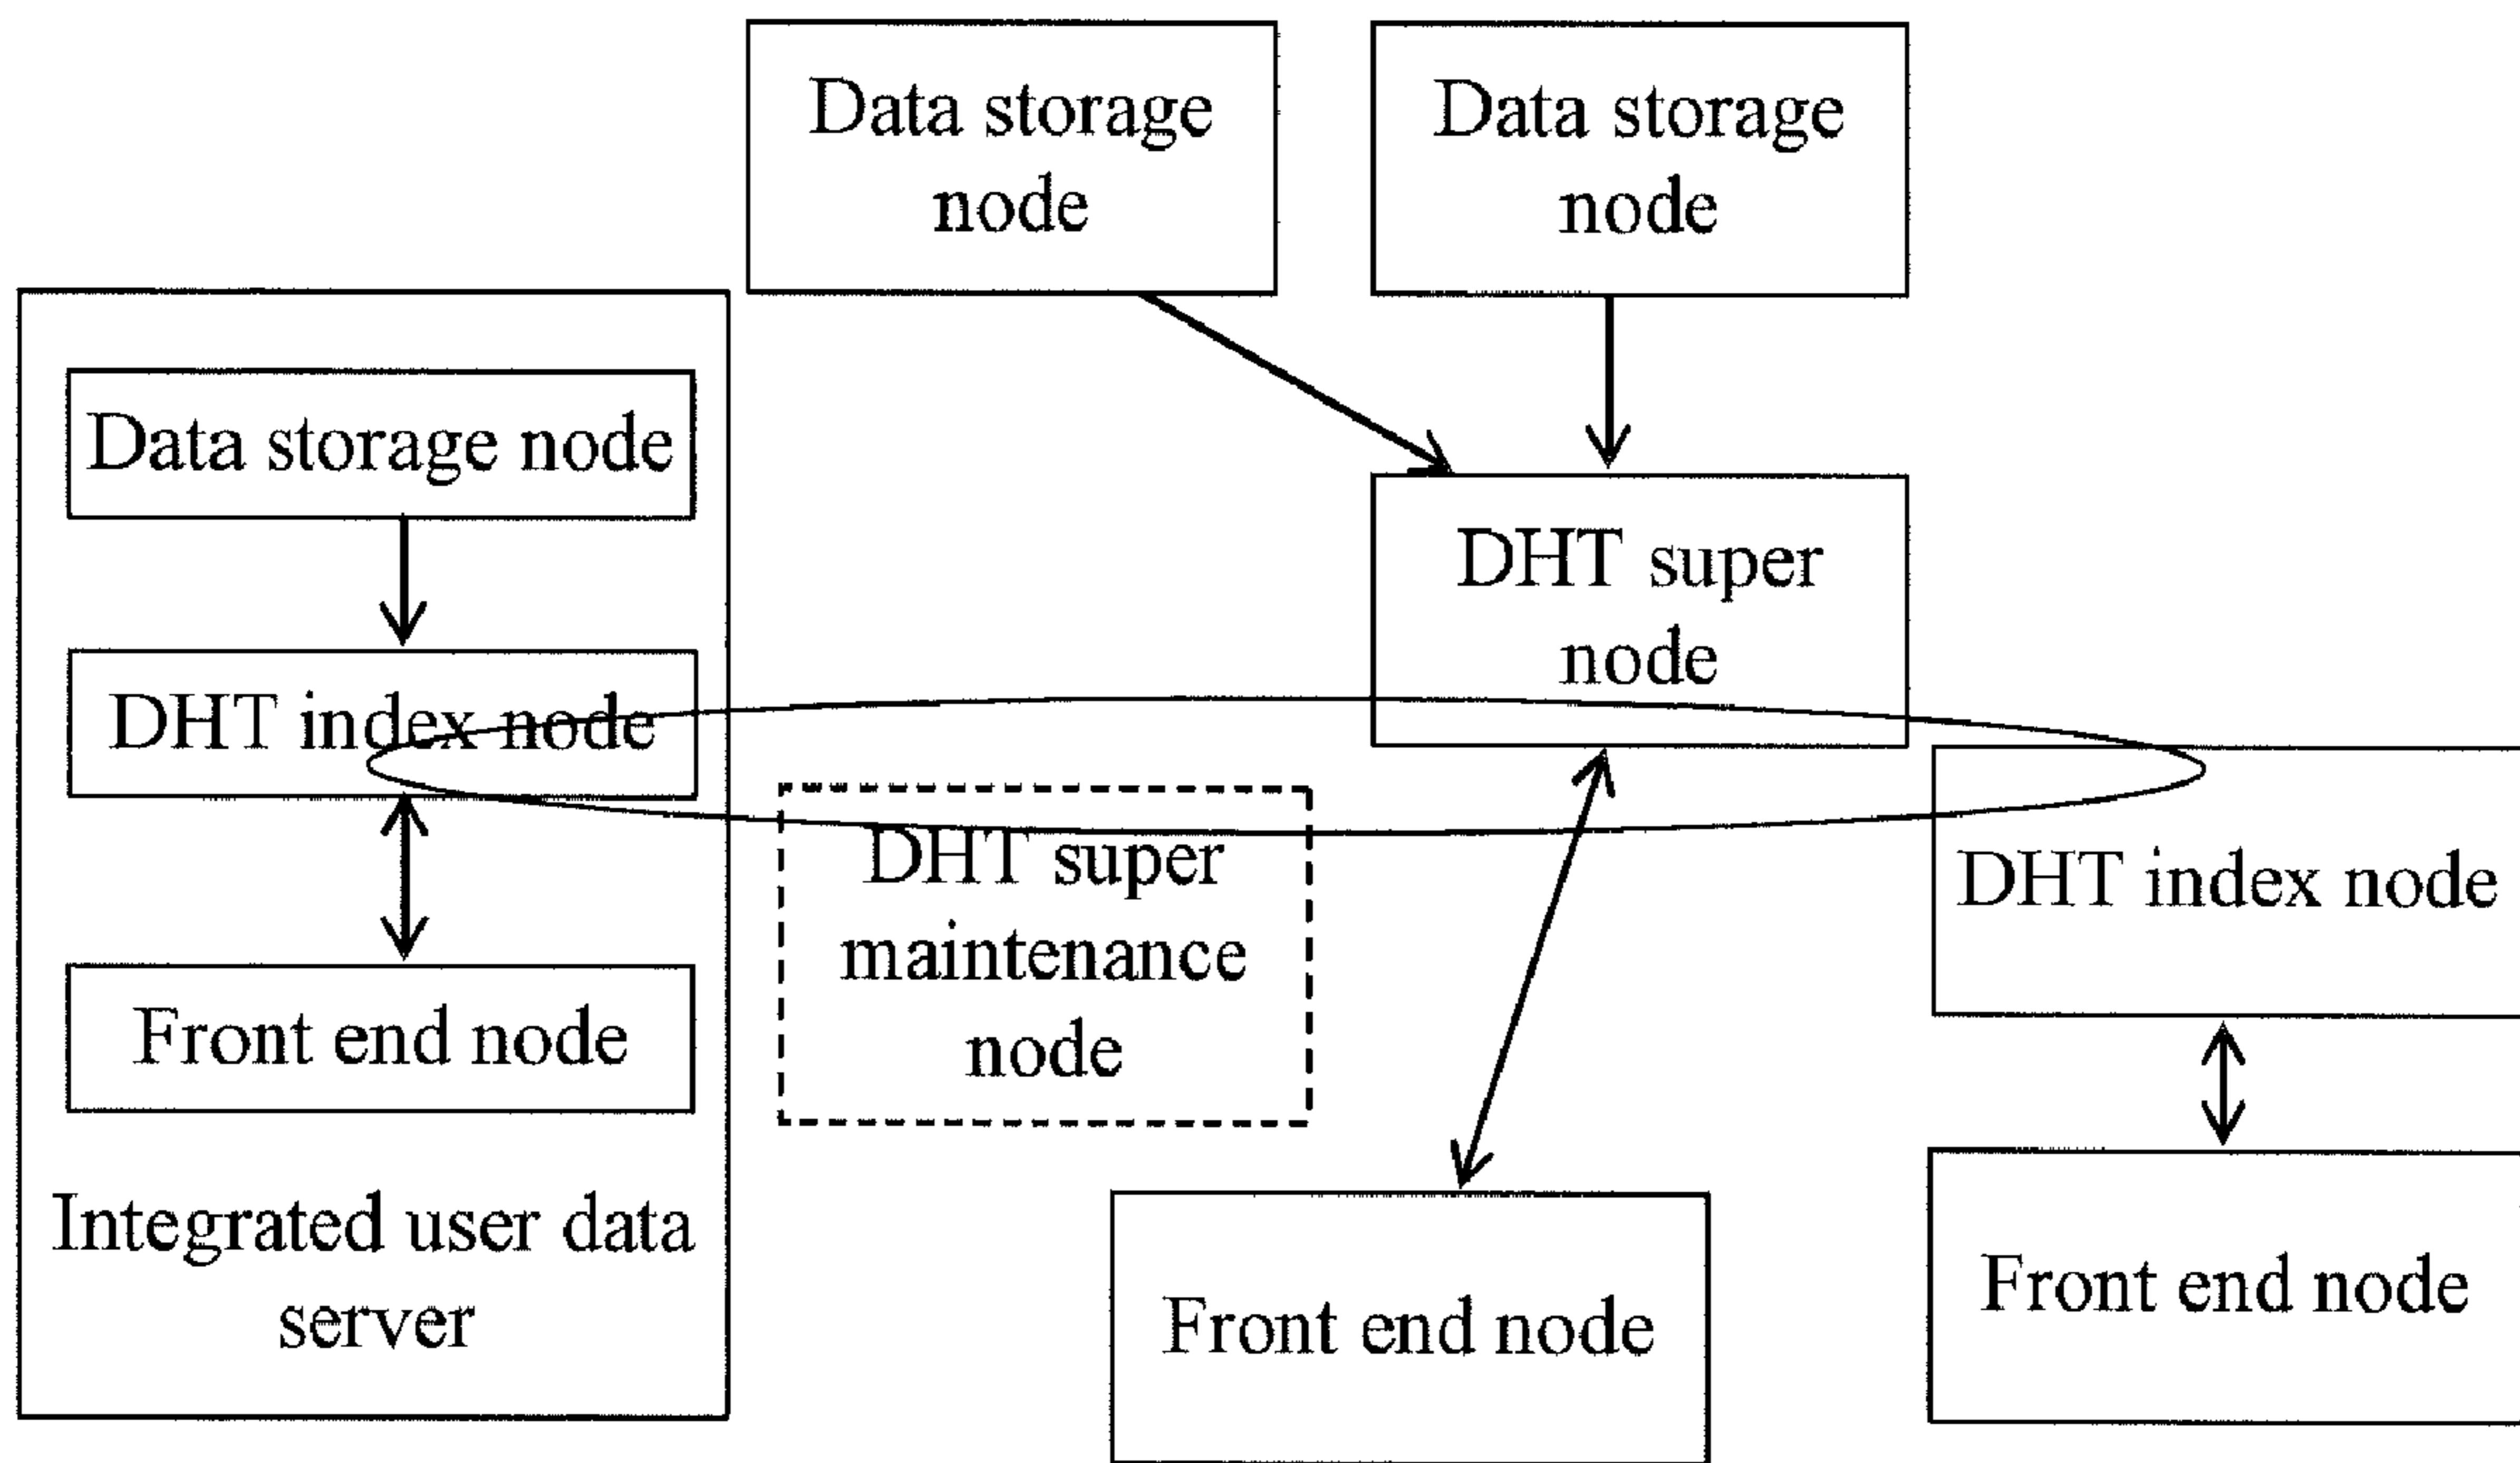 Data storage
node
Data storage
node
Data storage node
DHT super
node
DHT index node
DHT super
maintenance
node
DHT index node
Front end node
Integrated user data
server
Front end node
Front end node